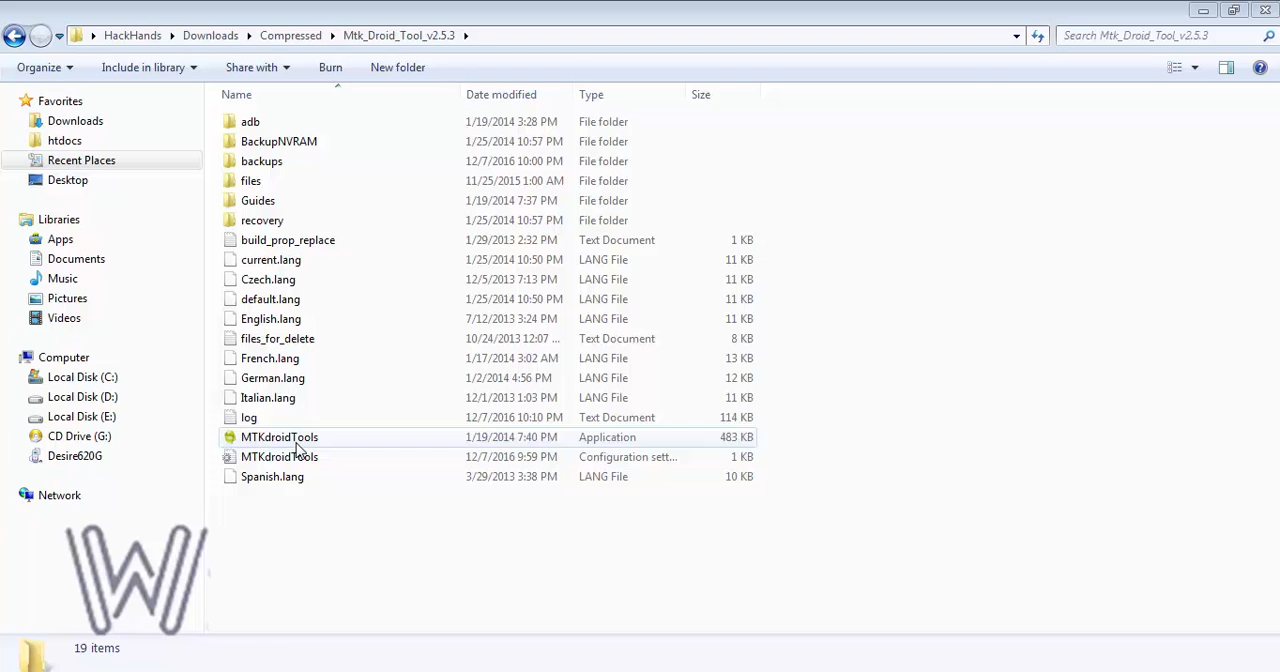 HackHands Downloads Compressed Mtk_Droid_Tool_v2.5.3 Search Mtk_Droid_Tool_v2.5.3
Organize Include in library Share with Burn New folder
Name Date modified Type Size
Favorites
Downloads
htdocs
Recent Places
Desktop
Libraries
Apps
Documents
Music
Pictures
Videos
Computer
Local Disk (C:)
Local Disk (D:)
Local Disk (E:)
CD Drive (G:)
Desire620G
Network
adb 1/19/2014 3:28 PM File folder
BackupNVRAM 1/25/2014 10:57 PM File folder
backups 12/7/2016 10:00 PM File folder
files 11/25/2015 1:00 AM File folder
Guides 1/19/2014 7:37 PM File folder
recovery 1/25/2014 10:57 PM File folder
build_prop_replace 1/29/2013 2:32 PM Text Document 1 KB
current.lang 1/25/2014 10:50 PM LANG File 11 KB
Czech.lang 12/5/2013 7:13 PM LANG File 11 KB
default.lang 1/25/2014 10:50 PM LANG File 11 KB
English.lang 7/12/2013 3:24 PM LANG File 11 KB
files_for_delete 10/24/2013 12:07 ... Text Document 8 KB
French.lang 1/17/2014 3:02 AM LANG File 13 KB
German.lang 1/2/2014 4:56 PM LANG File 12 KB
Italian.lang 12/1/2013 1:03 PM LANG File 11 KB
log 12/7/2016 10:10 PM Text Document 114 KB
MTKdroidTools 1/19/2014 7:40 PM Application 483 KB
MTKdroidTools 12/7/2016 9:59 PM Configuration sett... 1 KB
Spanish.lang 3/29/2013 3:38 PM LANG File 10 KB
W
19 items